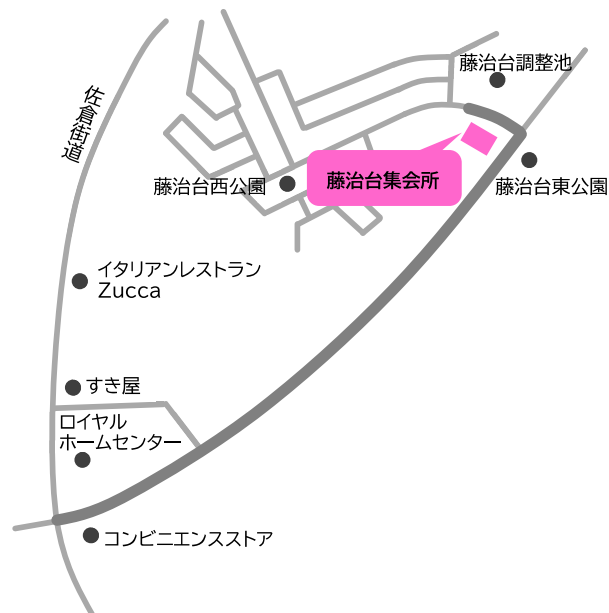 藤治台調整池
佐倉街道
藤治台集会所
藤治台西公園
藤治台東公園
イタリアンレストラン
Zucca
すき屋
ロイヤル
ホームセンター
コンビニエンスストア